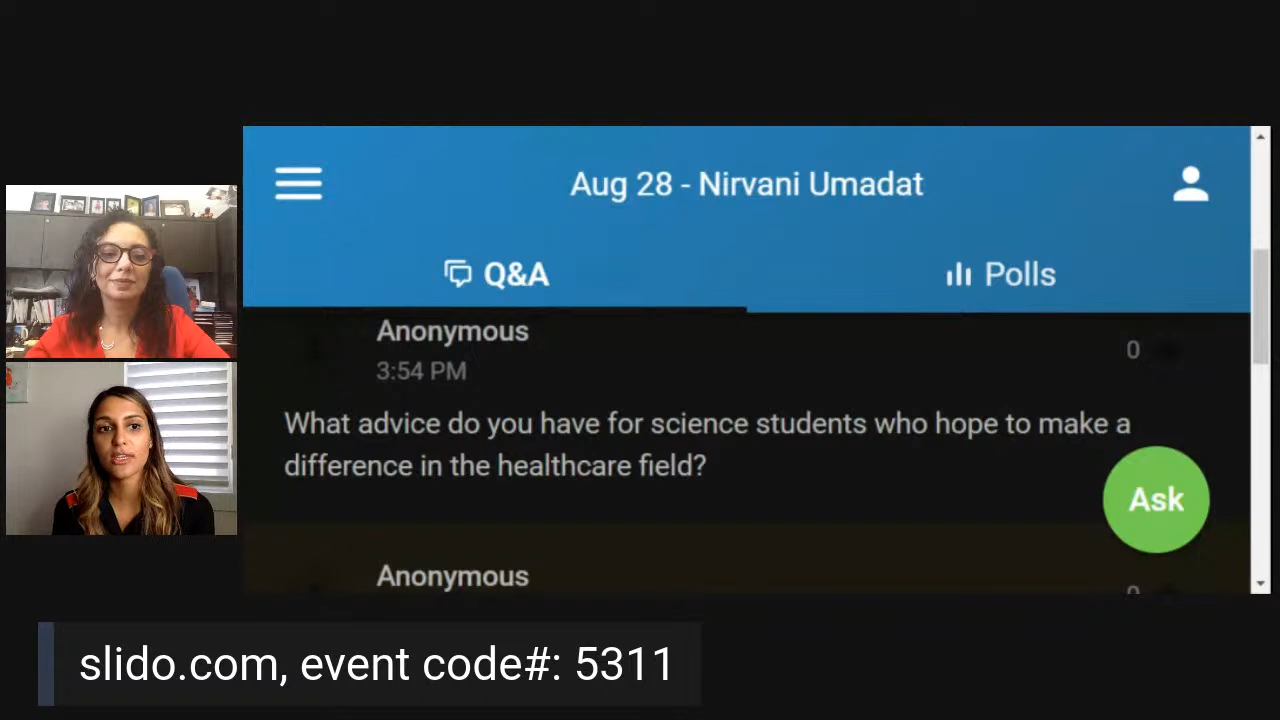 Aug 28 - Nirvani Umadat
Q&A
Polls
Anonymous
0
3:54 PM
What advice do you have for science students who hope to make a
difference in the healthcare field?
Ask
Anonymous
slido.com, event code#: 5311